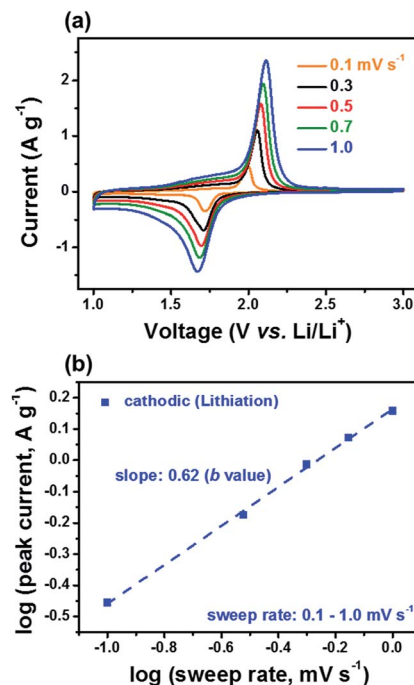 (a)
2
1
0
-1
Current (A g⁻¹)
0.1 mV s⁻¹
0.3
0.5
0.7
1.0
1.0 1.5 2.0 2.5 3.0
Voltage (V vs. Li/Li⁺)
(b)
0.2
0.1
0.0
-0.1
-0.2
-0.3
-0.4
-0.5
log (peak current, A g⁻¹)
cathodic (Lithiation)
slope: 0.62 (b value)
sweep rate: 0.1 - 1.0 mV s⁻¹
-1.0 -0.8 -0.6 -0.4 -0.2 0.0
log (sweep rate, mV s⁻¹)